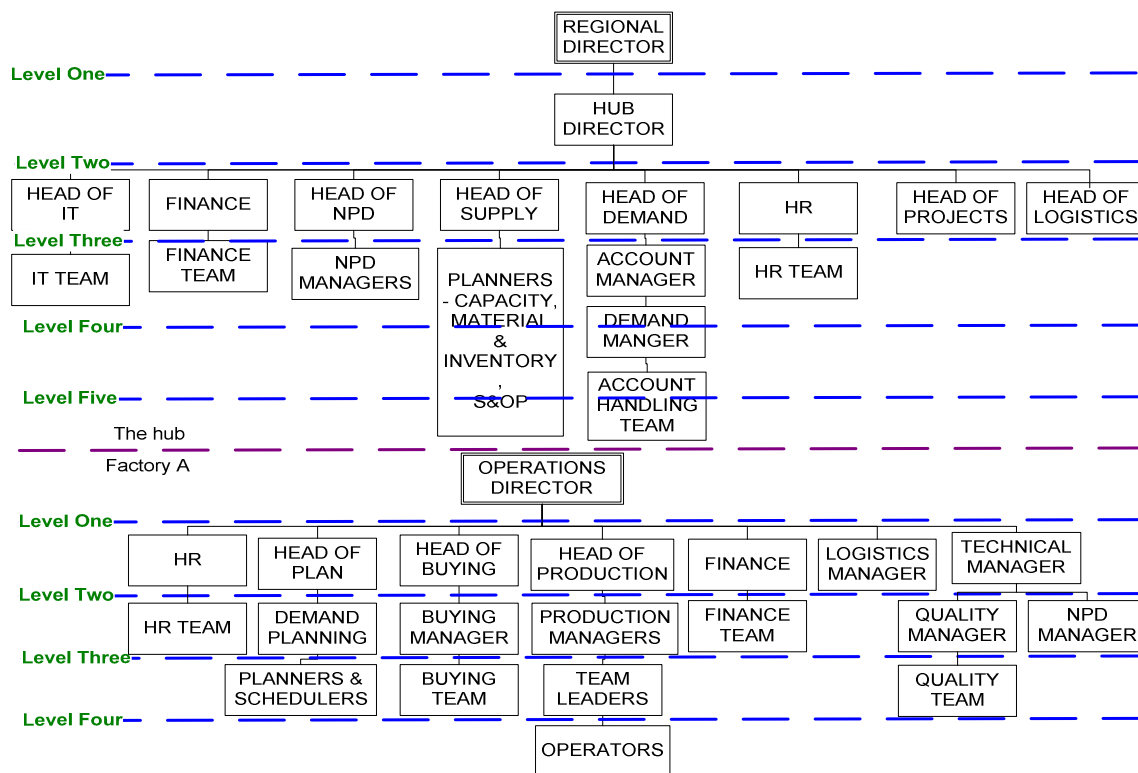 REGIONAL
DIRECTOR
Level One
HUB
DIRECTOR
Level Two
HEAD OF
IT
FINANCE
HEAD OF
NPD
HEAD OF
SUPPLY
HEAD OF
DEMAND
HR
HEAD OF
PROJECTS
HEAD OF
LOGISTICS
Level Three
IT TEAM
FINANCE
TEAM
NPD
MANAGERS
PLANNERS
- CAPACITY,
MATERIAL
&
INVENTORY
,
S&OP
ACCOUNT
MANAGER
HR TEAM
Level Four
DEMAND
MANGER
Level Five
ACCOUNT
HANDLING
TEAM
The hub
Factory A
OPERATIONS
DIRECTOR
Level One
HR
HEAD OF
PLAN
HEAD OF
BUYING
HEAD OF
PRODUCTION
FINANCE
LOGISTICS
MANAGER
TECHNICAL
MANAGER
Level Two
HR TEAM
DEMAND
PLANNING
BUYING
MANAGER
PRODUCTION
MANAGERS
FINANCE
TEAM
QUALITY
MANAGER
NPD
MANAGER
Level Three
PLANNERS &
SCHEDULERS
BUYING
TEAM
TEAM
LEADERS
QUALITY
TEAM
Level Four
OPERATORS